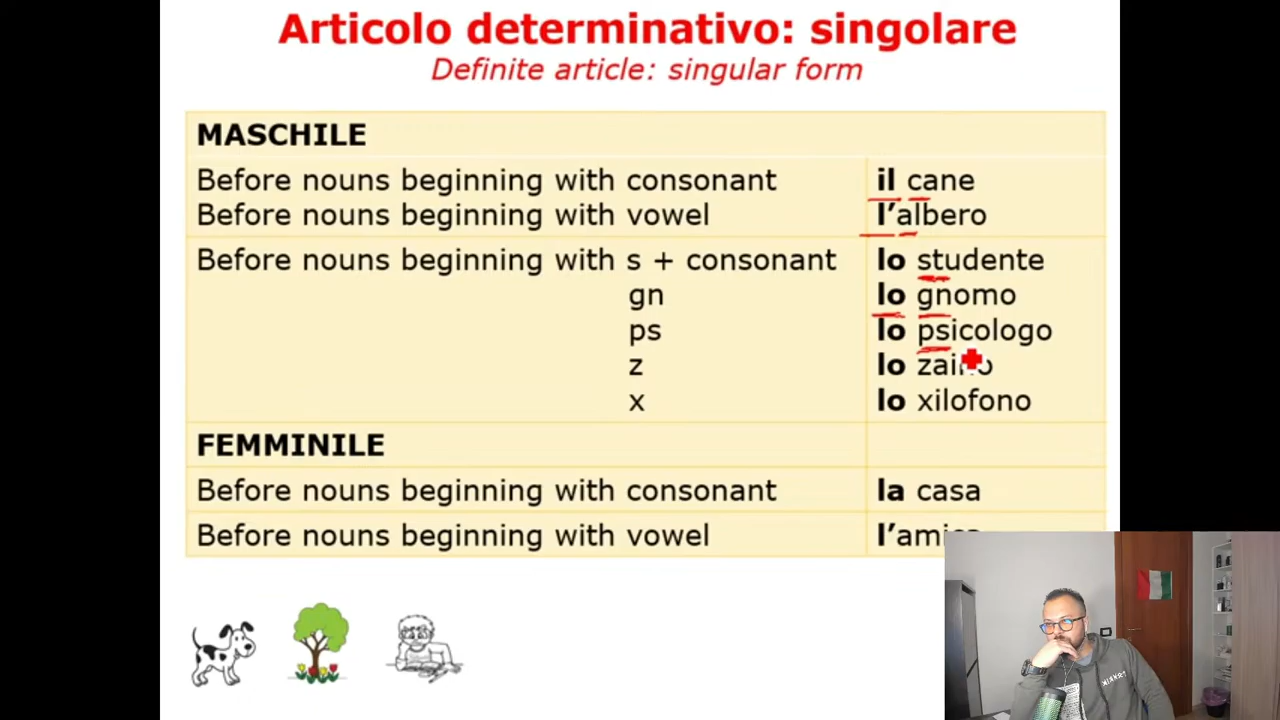 Articolo determinativo: singolare
Definite article: singular form
MASCHILE
Before nouns beginning with consonant il cane
Before nouns beginning with vowel l'albero
Before nouns beginning with s + consonant lo studente
gn lo gnomo
ps lo psicologo
z lo zaino
x lo xilofono
FEMMINILE
Before nouns beginning with consonant la casa
Before nouns beginning with vowel l'amica